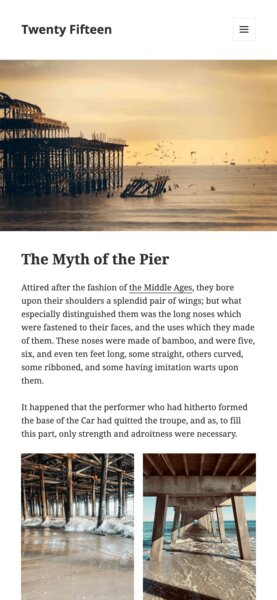 Twenty Fifteen
The Myth of the Pier
Attired after the fashion of the Middle Ages, they bore
upon their shoulders a splendid pair of wings; but what
especially distinguished them was the long noses which
were fastened to their faces, and the uses which they made
of them. These noses were made of bamboo, and were five,
six, and even ten feet long, some straight, others curved,
some ribboned, and some having imitation warts upon
them.
It happened that the performer who had hitherto formed
the base of the Car had quitted the troupe, and as, to fill
this part, only strength and adroitness were necessary.